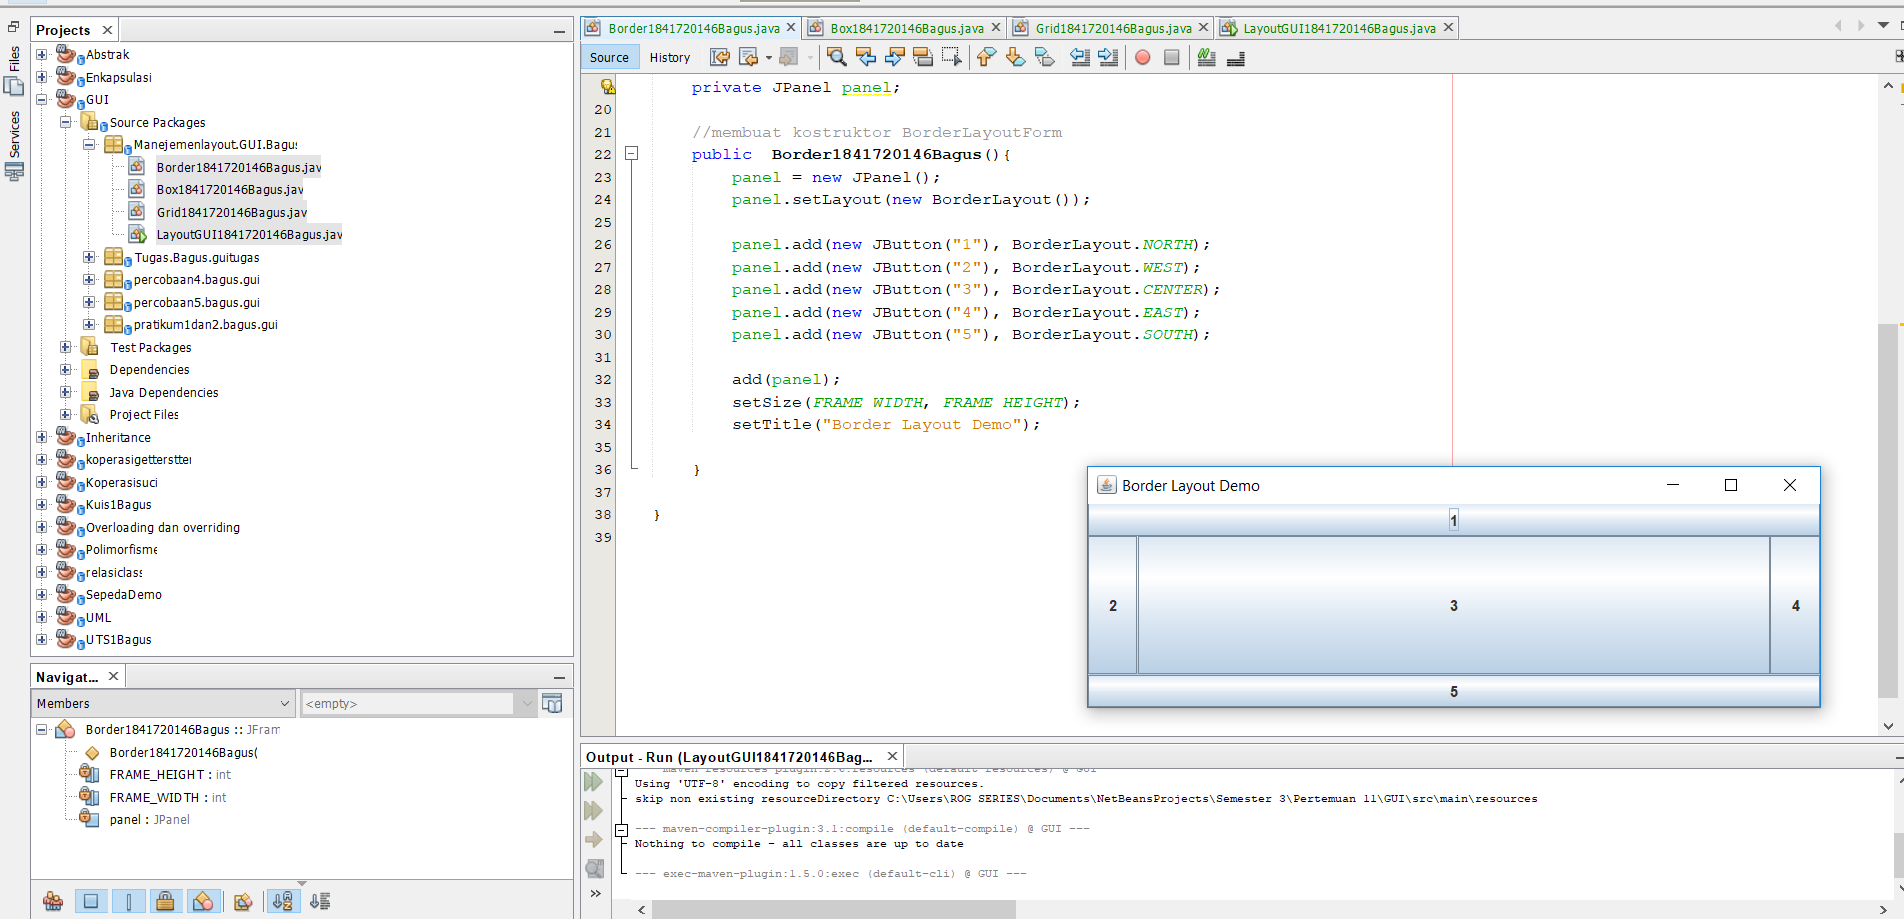 Files
Services
Projects
Abstrak
Enkapsulasi
GUI
Source Packages
Manejemenlayout.GUI.Bagus
Border1841720146Bagus.jav
Box1841720146Bagus.jav
Grid1841720146Bagus.jav
LayoutGUI1841720146Bagus.jav
Tugas.Bagus.guitugas
percobaan4.bagus.gui
percobaan5.bagus.gui
pratikum1dan2.bagus.gui
Test Packages
Dependencies
Java Dependencies
Project Files
Inheritance
koperasigetterstter
Koperasisuci
Kuis1Bagus
Overloading dan overriding
Polimorfisme
relasiclass
SepedaDemo
UML
UTS1Bagus
Navigat...
Members
<empty>
Border1841720146Bagus :: JFram
Border1841720146Bagus(
FRAME_HEIGHT : int
FRAME_WIDTH : int
panel : JPanel
Border1841720146Bagus.java Box1841720146Bagus.java Grid1841720146Bagus.java LayoutGUI1841720146Bagus.java
Source History
private JPanel panel;
20
21 //membuat kostruktor BorderLayoutForm
22 public Border1841720146Bagus(){
23 panel = new JPanel();
24 panel.setLayout(new BorderLayout());
25
26 panel.add(new JButton("1"), BorderLayout.NORTH);
27 panel.add(new JButton("2"), BorderLayout.WEST);
28 panel.add(new JButton("3"), BorderLayout.CENTER);
29 panel.add(new JButton("4"), BorderLayout.EAST);
30 panel.add(new JButton("5"), BorderLayout.SOUTH);
31
32 add(panel);
33 setSize(FRAME_WIDTH, FRAME_HEIGHT);
34 setTitle("Border Layout Demo");
35
36 }
37
38 }
39
Border Layout Demo
1
2 3 4
5
Output - Run (LayoutGUI1841720146Bag...
Using 'UTF-8' encoding to copy filtered resources.
skip non existing resourceDirectory C:\Users\ROG SERIES\Documents\NetBeansProjects\Semester 3\Pertemuan 11\GUI\src\main\resources
--- maven-compiler-plugin:3.1:compile (default-compile) @ GUI ---
Nothing to compile - all classes are up to date
--- exec-maven-plugin:1.5.0:exec (default-cli) @ GUI ---